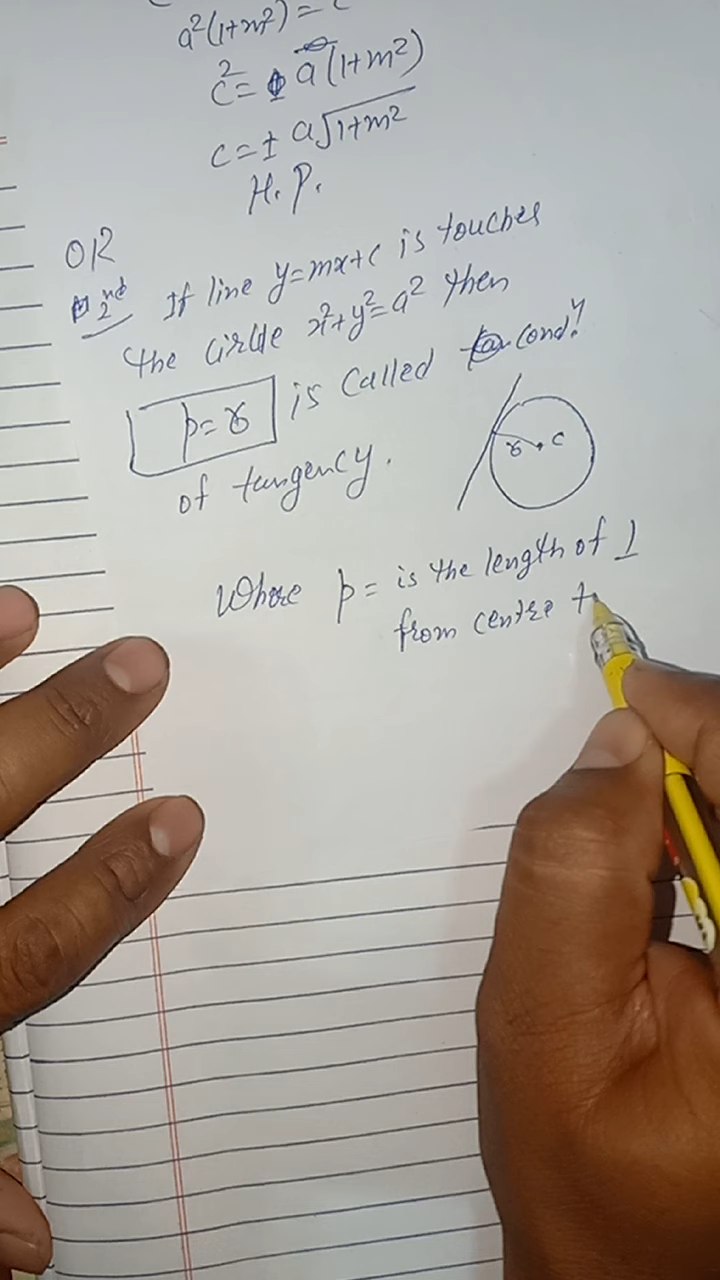 a²(1+m²) = c
c² = a(1+m²)
c = ± a√1+m²
H. P.
OR
2nd If line y=mx+c is touches
the circle x²+y²=a² then
p=r is called cond.ⁿ
of tangency.
r c
Where p = is the length of ⊥
from centre t